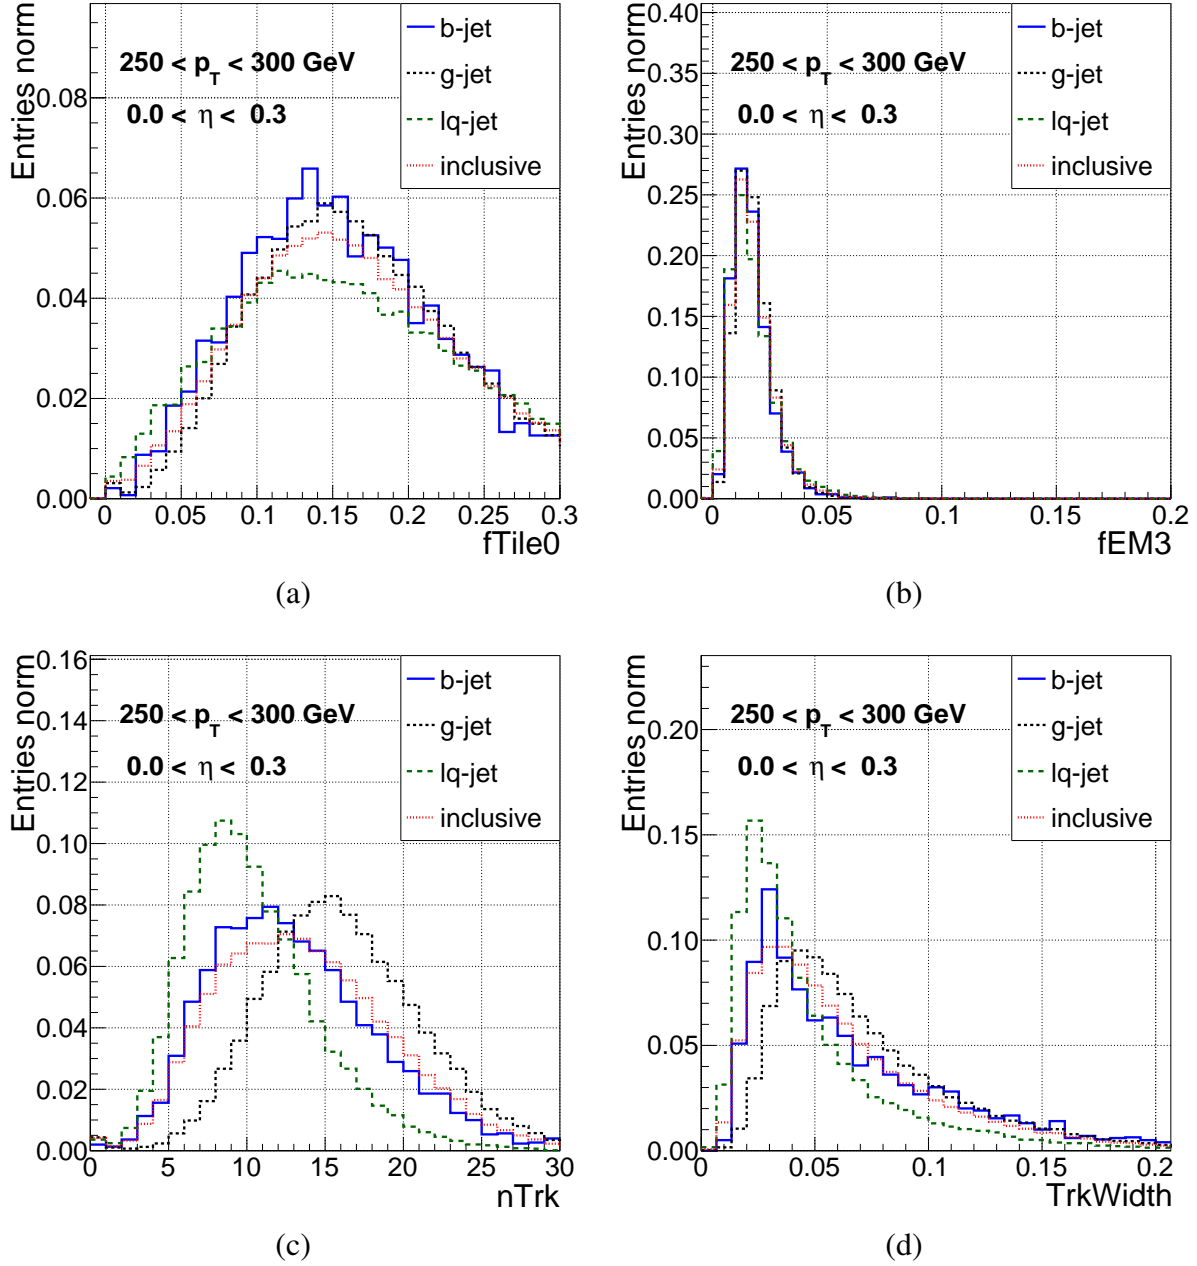 Entries norm
250 < pT < 300 GeV
0.0 < η < 0.3
b-jet
g-jet
lq-jet
inclusive
0.08
0.06
0.04
0.02
0.00
0 0.05 0.1 0.15 0.2 0.25 0.3
fTile0
(a)
Entries norm
250 < pT < 300 GeV
0.0 < η < 0.3
b-jet
g-jet
lq-jet
inclusive
0.40
0.35
0.30
0.25
0.20
0.15
0.10
0.05
0.00
0 0.05 0.1 0.15 0.2
fEM3
(b)
Entries norm
250 < pT < 300 GeV
0.0 < η < 0.3
b-jet
g-jet
lq-jet
inclusive
0.16
0.14
0.12
0.10
0.08
0.06
0.04
0.02
0.00
0 5 10 15 20 25 30
nTrk
(c)
Entries norm
250 < pT < 300 GeV
0.0 < η < 0.3
b-jet
g-jet
lq-jet
inclusive
0.20
0.15
0.10
0.05
0.00
0 0.05 0.1 0.15 0.2
TrkWidth
(d)